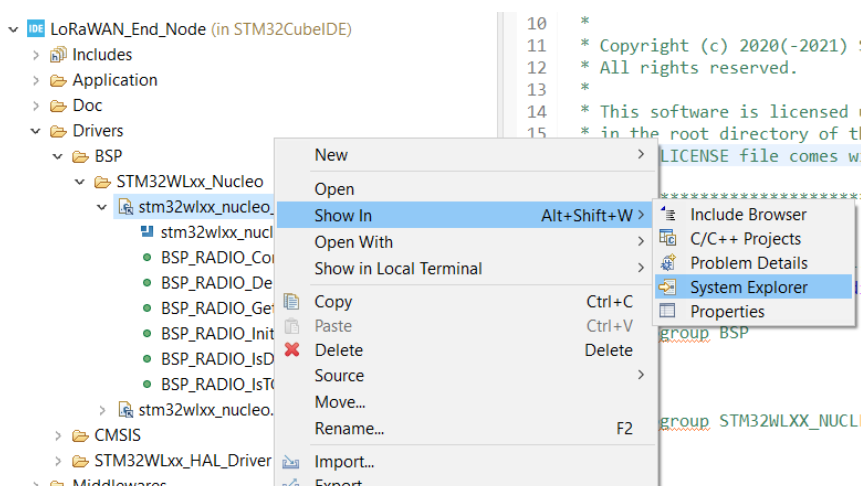 LoRaWAN_End_Node (in STM32CubeIDE)
Includes
Application
Doc
Drivers
BSP
STM32WLxx_Nucleo
stm32wlxx_nucleo_
stm32wlxx_nucl
BSP_RADIO_Co
BSP_RADIO_De
BSP_RADIO_Get
BSP_RADIO_Init
BSP_RADIO_IsD
BSP_RADIO_IsT
stm32wlxx_nucleo.
CMSIS
STM32WLxx_HAL_Driver
Middlewares
New
Open
Show In Alt+Shift+W
Open With
Show in Local Terminal
Copy Ctrl+C
Paste Ctrl+V
Delete Delete
Source
Move...
Rename... F2
Import...
Export
Include Browser
C/C++ Projects
Problem Details
System Explorer
Properties
10 *
11 * Copyright (c) 2020(-2021)
12 * All rights reserved.
13 *
14 * This software is licensed
15 * in the root directory of th
LICENSE file comes w
**********************
group BSP
group STM32WLXX_NUCL